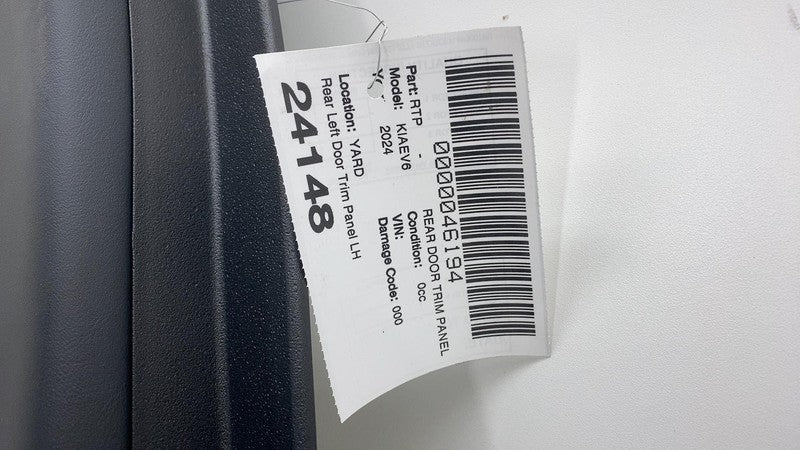 0000046194
Part: RTP - REAR DOOR TRIM PANEL
Model: KIAEV6 Condition: 0cc
2024 VIN:
Damage Code: 000
Location: YARD
Rear Left Door Trim Panel LH
24148